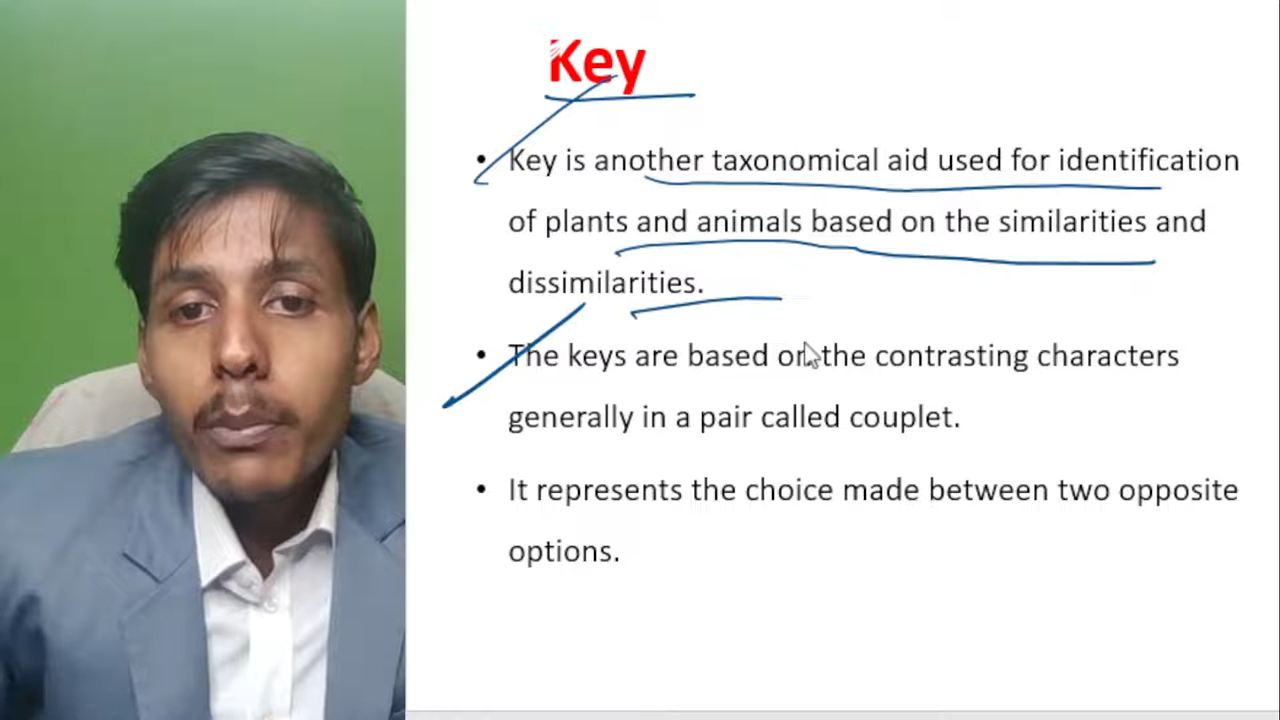 Key
• Key is another taxonomical aid used for identification
of plants and animals based on the similarities and
dissimilarities.
• The keys are based on the contrasting characters
generally in a pair called couplet.
• It represents the choice made between two opposite
options.